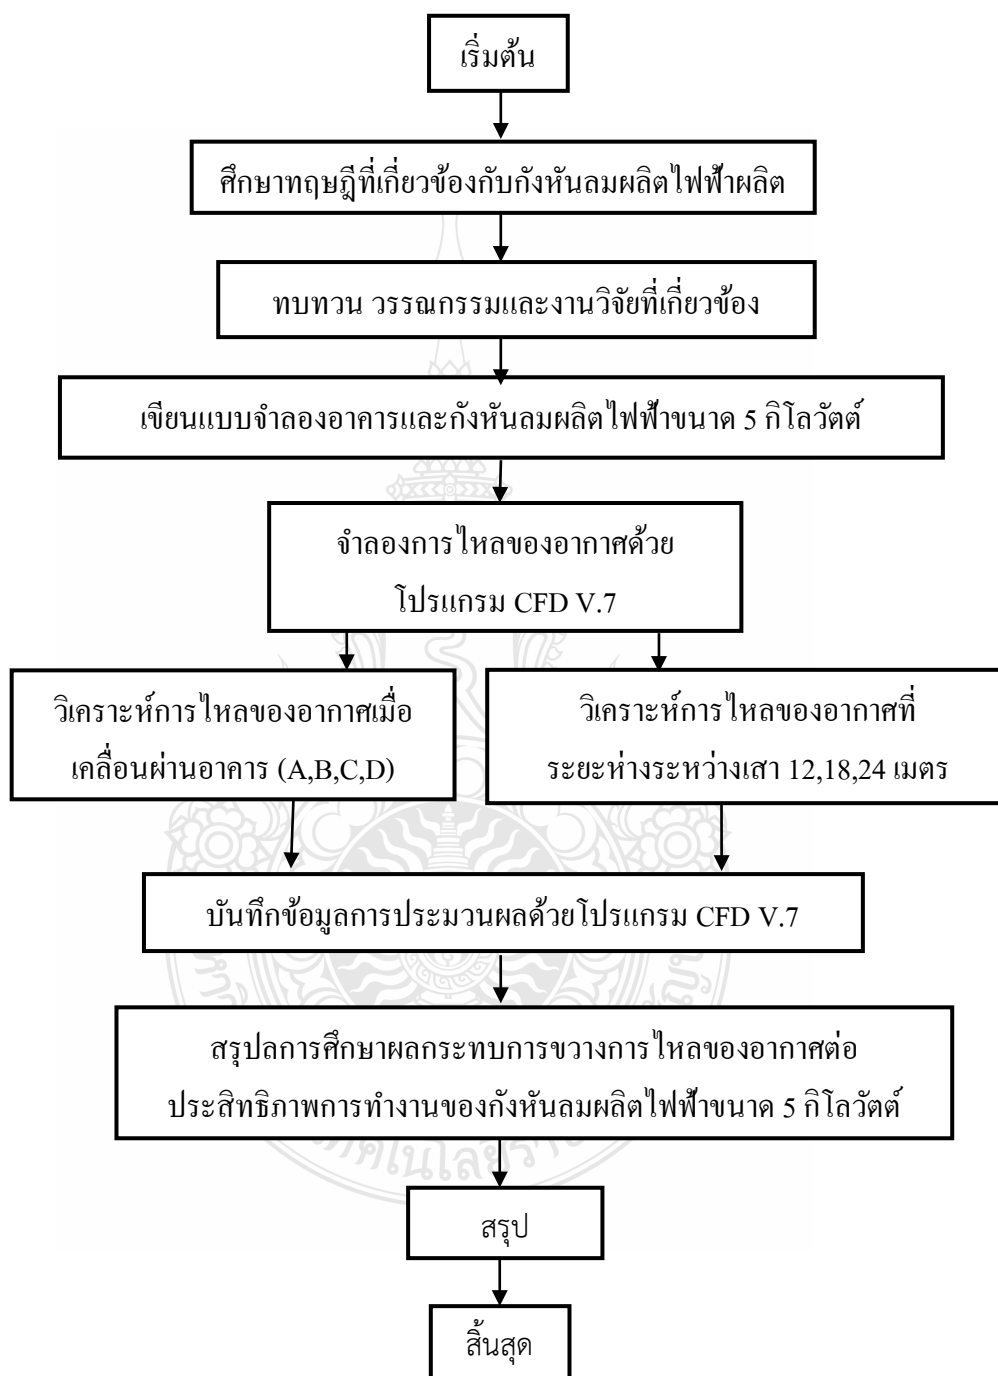 เริ่มต้น
ศึกษาทฤษฎีที่เกี่ยวข้องกับกังหันลมผลิตไฟฟ้าผลิต
ทบทวน วรรณกรรมและงานวิจัยที่เกี่ยวข้อง
เขียนแบบจำลองอาคารและกังหันลมผลิตไฟฟ้าขนาด 5 กิโลวัตต์
จำลองการไหลของอากาศด้วย
โปรแกรม CFD V.7
วิเคราะห์การไหลของอากาศเมื่อ
เคลื่อนผ่านอาคาร (A,B,C,D)
วิเคราะห์การไหลของอากาศที่
ระยะห่างระหว่างเสา 12,18,24 เมตร
บันทึกข้อมูลการประมวนผลด้วยโปรแกรม CFD V.7
สรุปลการศึกษาผลกระทบการขวางการไหลของอากาศต่อ
ประสิทธิภาพการทำงานของกังหันลมผลิตไฟฟ้าขนาด 5 กิโลวัตต์
สรุป
สิ้นสุด